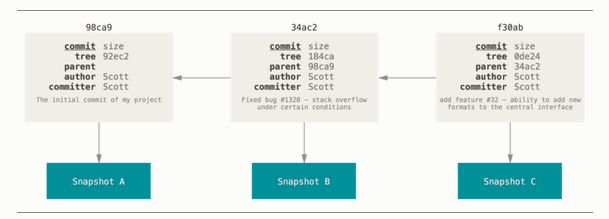 98ca9
commit size
tree 92ec2
parent
author Scott
committer Scott
The initial commit of my project
Snapshot A
34ac2
commit size
tree 184ca
parent 98ca9
author Scott
committer Scott
Fixed bug #1328 - stack overflow
under certain conditions
Snapshot B
f30ab
commit size
tree 0de24
parent 34ac2
author Scott
committer Scott
add feature #32 - ability to add new
formats to the central interface
Snapshot C